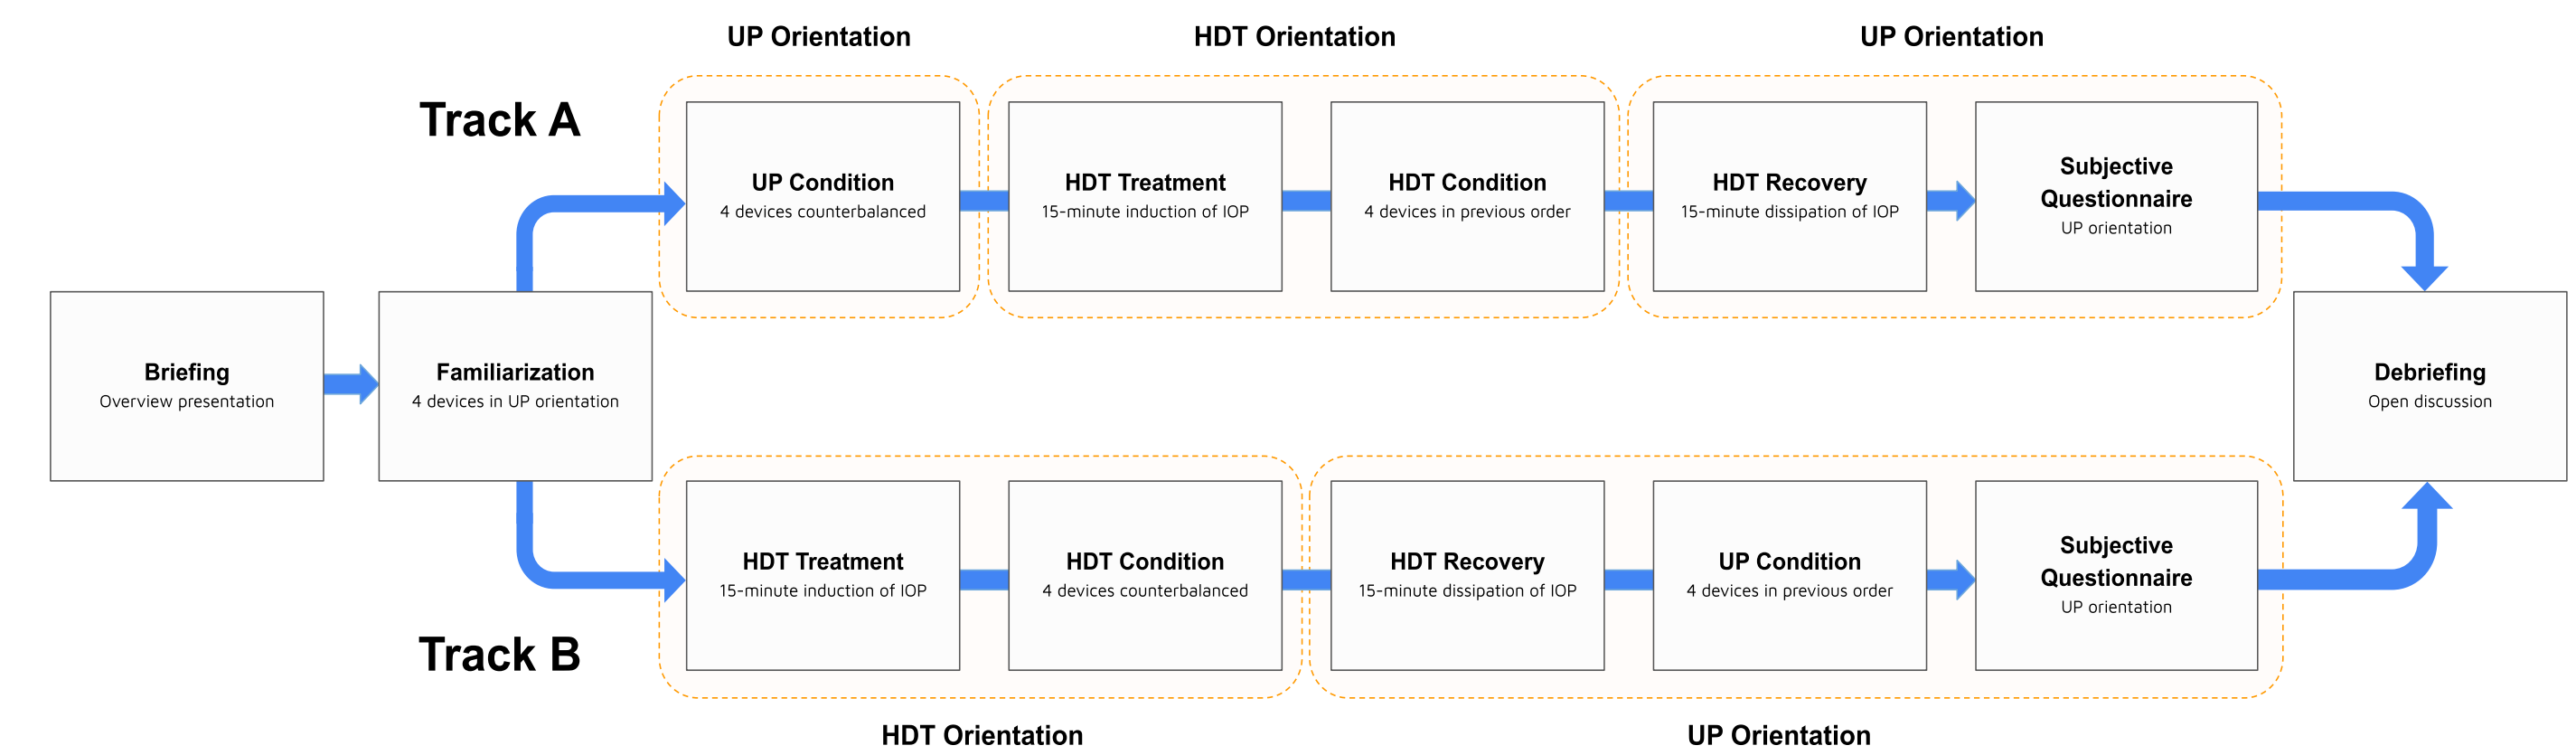 UP Orientation
HDT Orientation
UP Orientation
Track A
UP Condition
4 devices counterbalanced
HDT Treatment
15-minute induction of IOP
HDT Condition
4 devices in previous order
HDT Recovery
15-minute dissipation of IOP
Subjective
Questionnaire
UP orientation
Briefing
Overview presentation
Familiarization
4 devices in UP orientation
Debriefing
Open discussion
HDT Treatment
15-minute induction of IOP
HDT Condition
4 devices counterbalanced
HDT Recovery
15-minute dissipation of IOP
UP Condition
4 devices in previous order
Subjective
Questionnaire
UP orientation
Track B
HDT Orientation
UP Orientation